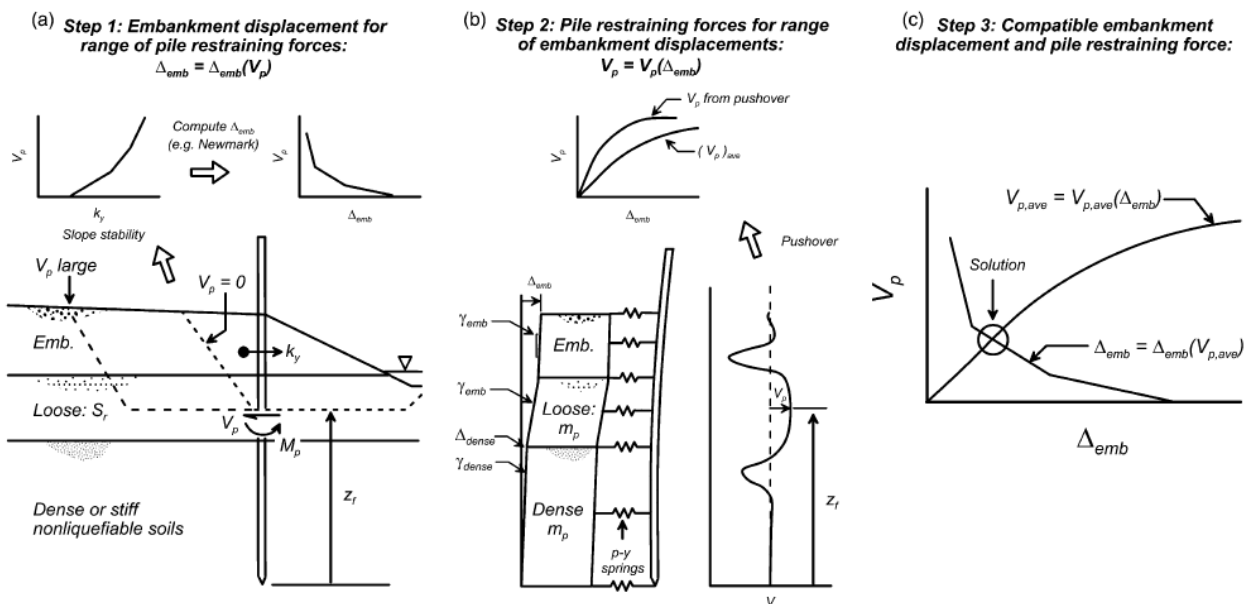 (a) Step 1: Embankment displacement for
range of pile restraining forces:
Δemb = Δemb(Vp)
Vp
Compute Δemb
(e.g. Newmark)
Vp
ky
Δemb
Slope stability
Vp large
Vp = 0
Emb.
ky
Loose: Sr
Vp
Mp
zf
Dense or stiff
nonliquefiable soils
(b) Step 2: Pile restraining forces for range
of embankment displacements:
Vp = Vp(Δemb)
Vp from pushover
Vp
(Vp)ave
Δemb
Pushover
Δemb
γemb
Emb.
γemb
Loose:
mp
Vp
Δdense
γdense
Dense
mp
zf
p-y
springs
V
(c) Step 3: Compatible embankment
displacement and pile restraining force:
Vp,ave = Vp,ave(Δemb)
Solution
Vp
Δemb = Δemb(Vp,ave)
Δemb